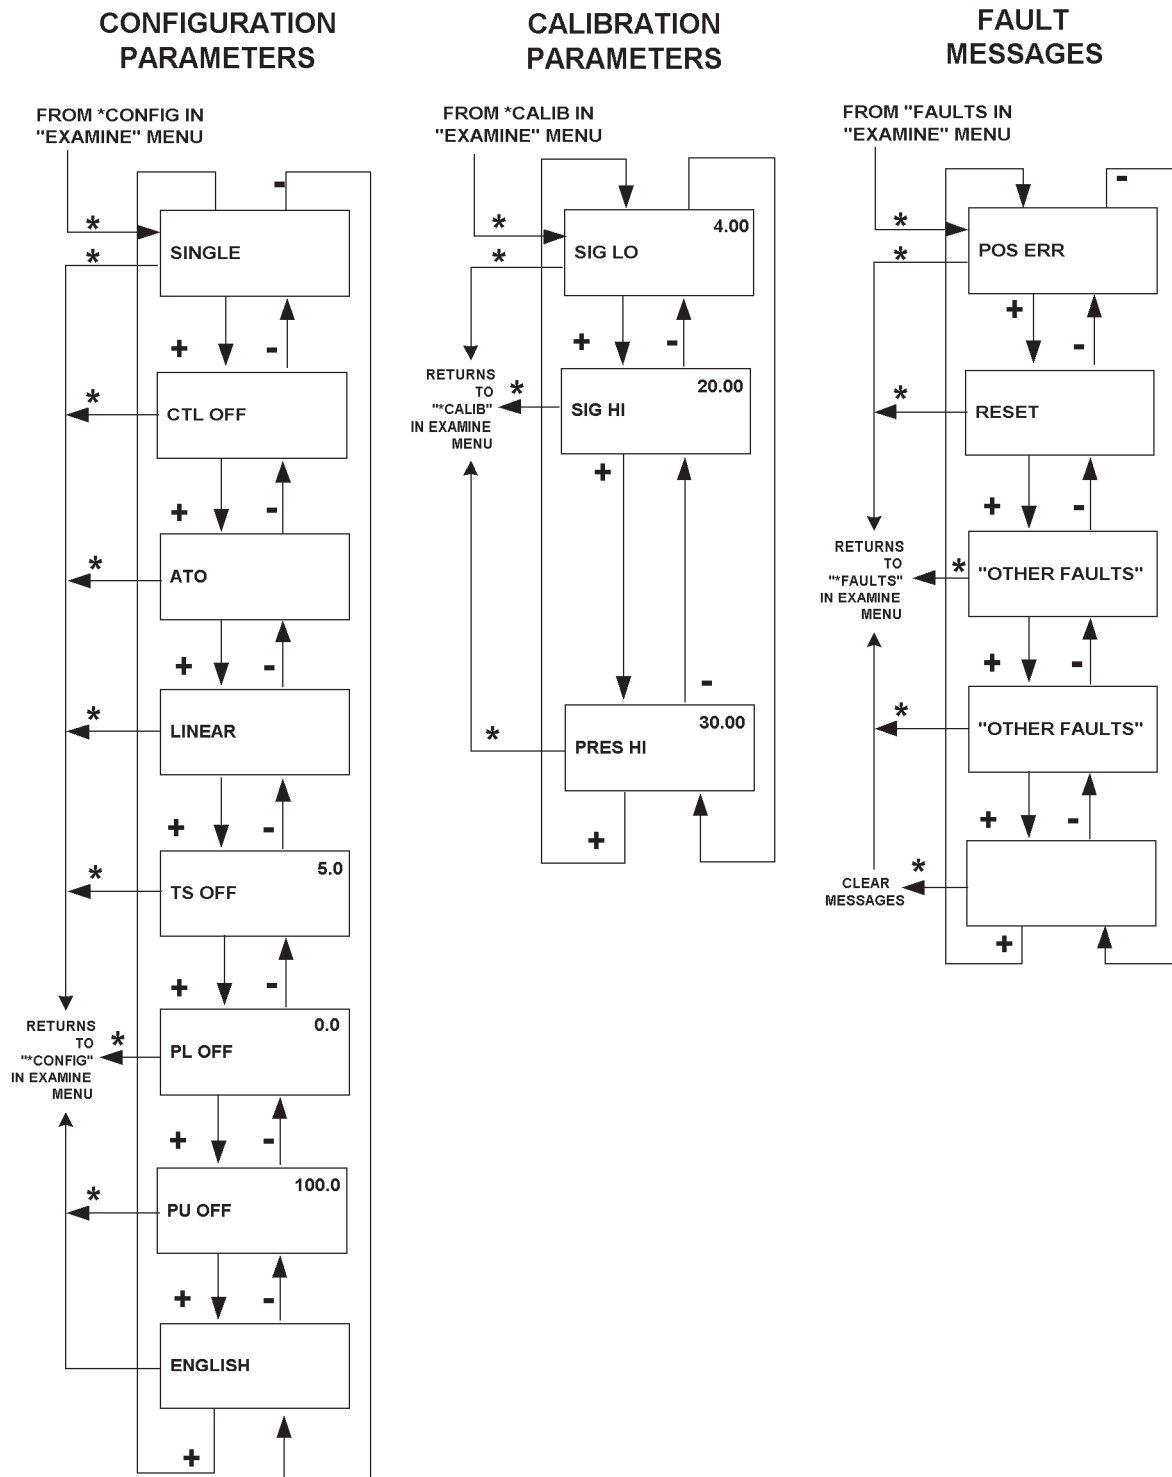 CONFIGURATION
PARAMETERS
FROM *CONFIG IN
"EXAMINE" MENU
-
*
*
SINGLE
+
-
*
CTL OFF
+
-
*
ATO
+
-
*
LINEAR
+
-
*
5.0
TS OFF
+
-
RETURNS
TO
"*CONFIG"
IN EXAMINE
MENU
*
0.0
PL OFF
+
-
*
100.0
PU OFF
+
-
ENGLISH
+
CALIBRATION
PARAMETERS
FROM *CALIB IN
"EXAMINE" MENU
*
*
4.00
SIG LO
+
-
RETURNS
TO
"*CALIB"
IN EXAMINE
MENU
*
20.00
SIG HI
+
-
*
30.00
PRES HI
+
FAULT
MESSAGES
FROM "FAULTS IN
"EXAMINE" MENU
-
*
*
POS ERR
+
-
*
RESET
+
-
RETURNS
TO
"*FAULTS"
IN EXAMINE
MENU
*
"OTHER FAULTS"
+
-
*
"OTHER FAULTS"
+
-
CLEAR
MESSAGES
*
+